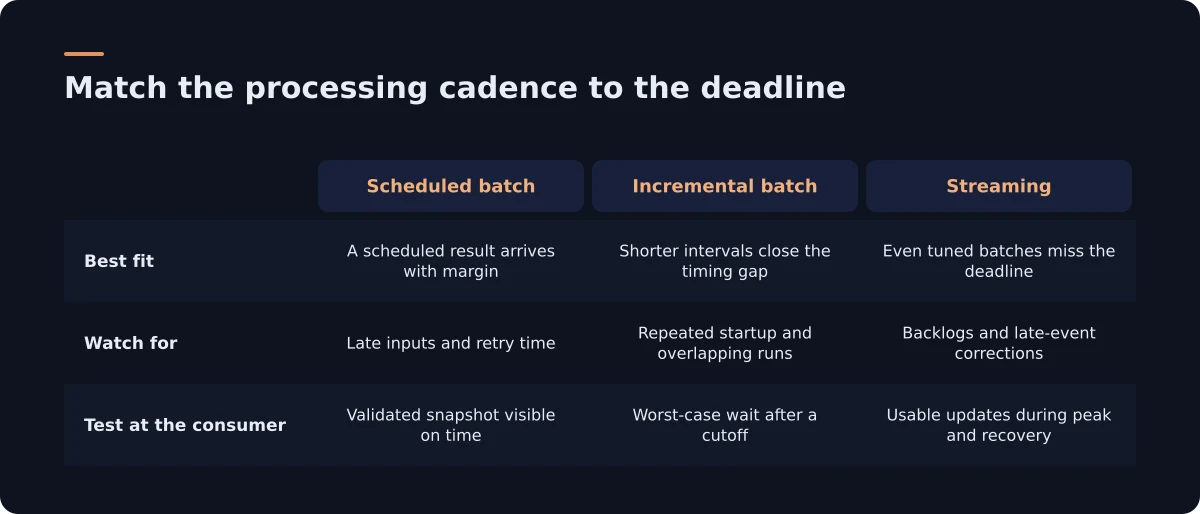 Match the processing cadence to the deadline
Scheduled batch
Incremental batch
Streaming
Best fit
A scheduled result arrives
with margin
Shorter intervals close the
timing gap
Even tuned batches miss the
deadline
Watch for
Late inputs and retry time
Repeated startup and
overlapping runs
Backlogs and late-event
corrections
Test at the consumer
Validated snapshot visible
on time
Worst-case wait after a
cutoff
Usable updates during peak
and recovery